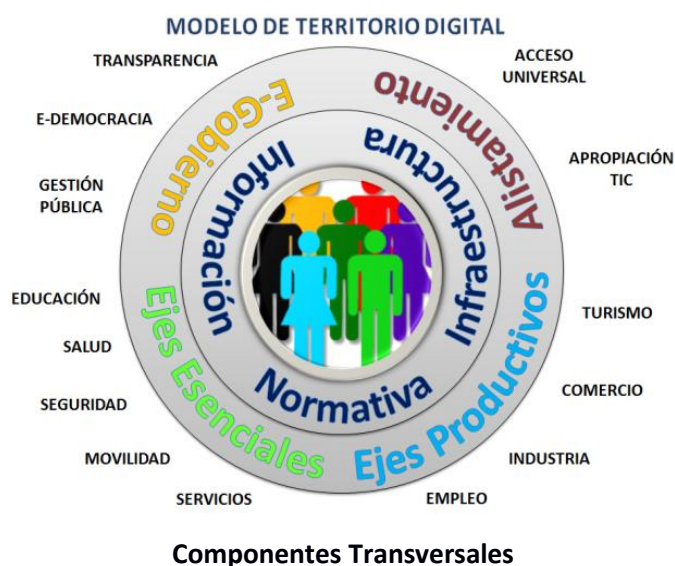 MODELO DE TERRITORIO DIGITAL
TRANSPARENCIA
E-DEMOCRACIA
GESTIÓN
PÚBLICA
EDUCACIÓN
SALUD
SEGURIDAD
MOVILIDAD
SERVICIOS
ACCESO
UNIVERSAL
APROPIACIÓN
TIC
TURISMO
COMERCIO
INDUSTRIA
EMPLEO
E-Gobierno
Alistamiento
Ejes Esenciales
Ejes Productivos
Información
Infraestructura
Normativa
Componentes Transversales